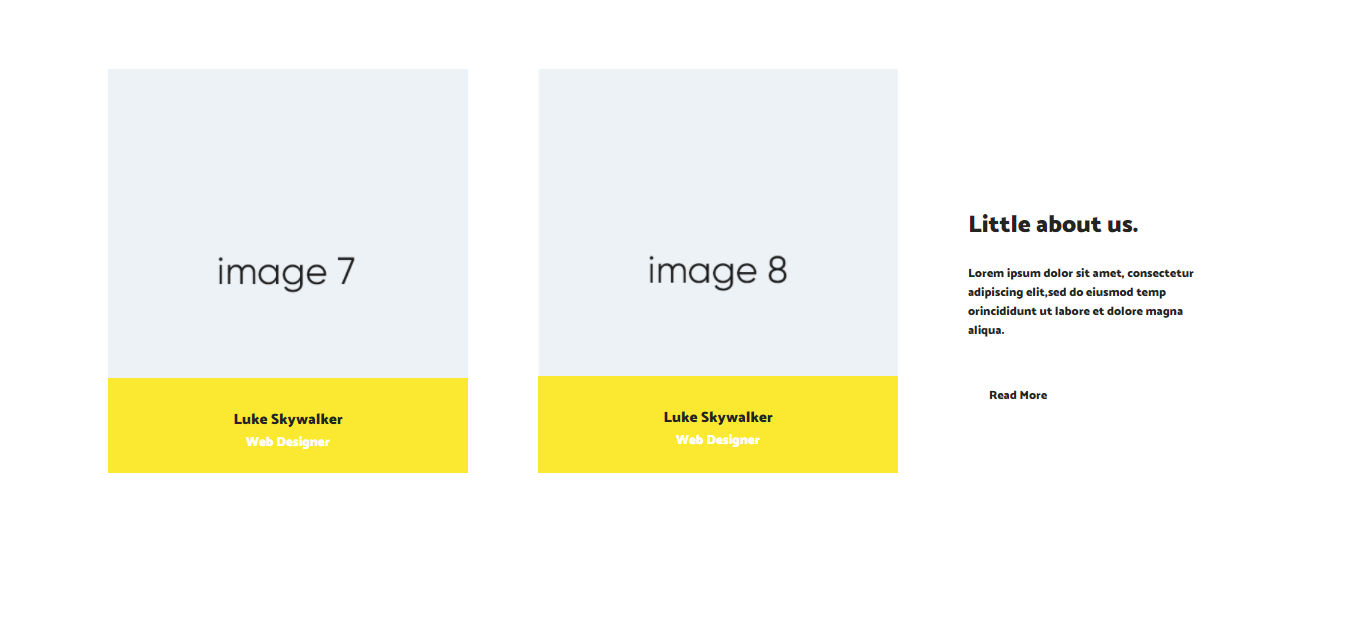 image 7
Luke Skywalker
Web Designer
image 8
Luke Skywalker
Web Designer
Little about us.
Lorem ipsum dolor sit amet, consectetur
adipiscing elit,sed do eiusmod temp
orincididunt ut labore et dolore magna
aliqua.
Read More